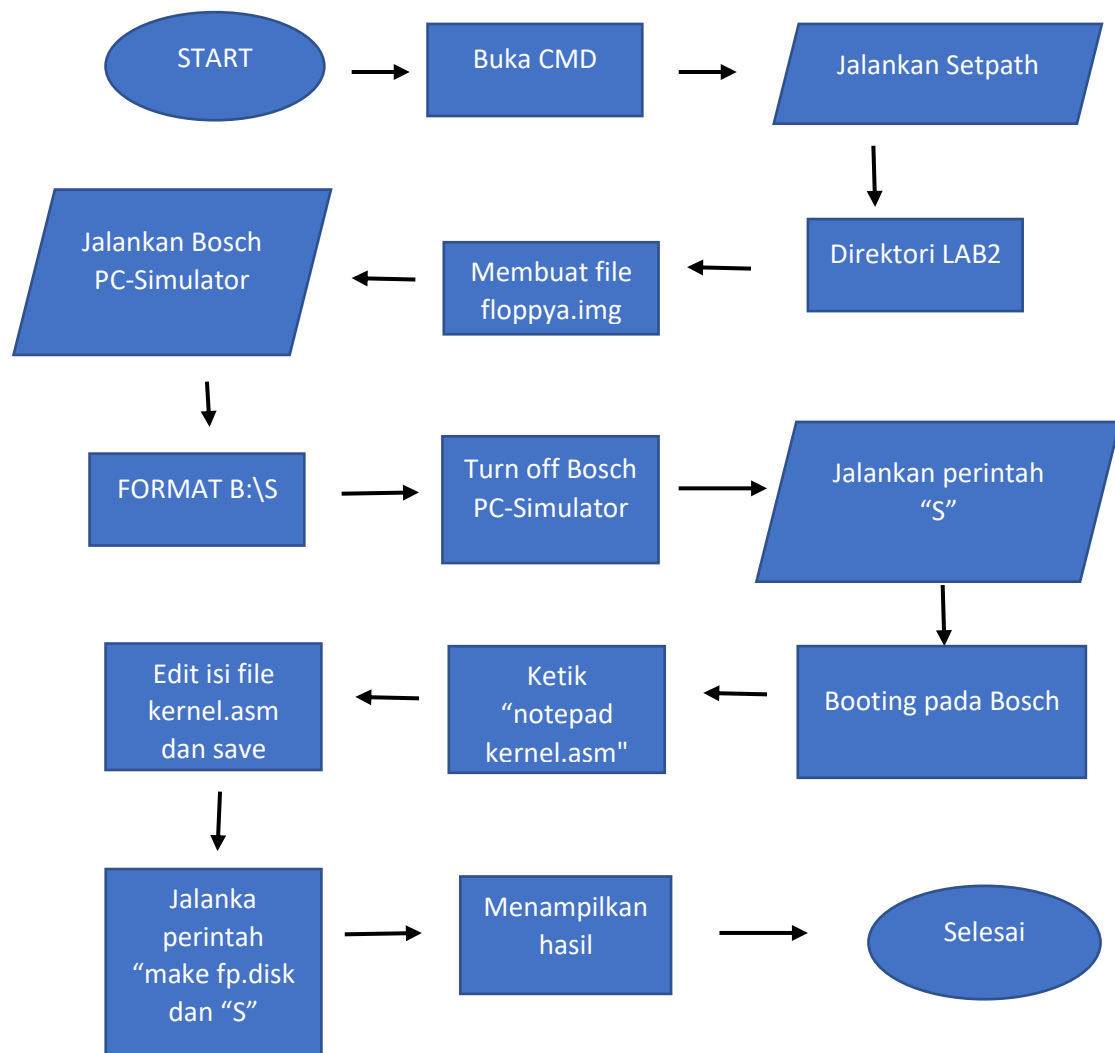 START
Buka CMD
Jalankan Setpath
Direktori LAB2
Membuat file
floppya.img
Jalankan Bosch
PC-Simulator
FORMAT B:\S
Turn off Bosch
PC-Simulator
Jalankan perintah
“S”
Booting pada Bosch
Ketik
“notepad
kernel.asm"
Edit isi file
kernel.asm
dan save
Jalanka
perintah
“make fp.disk
dan “S”
Menampilkan
hasil
Selesai